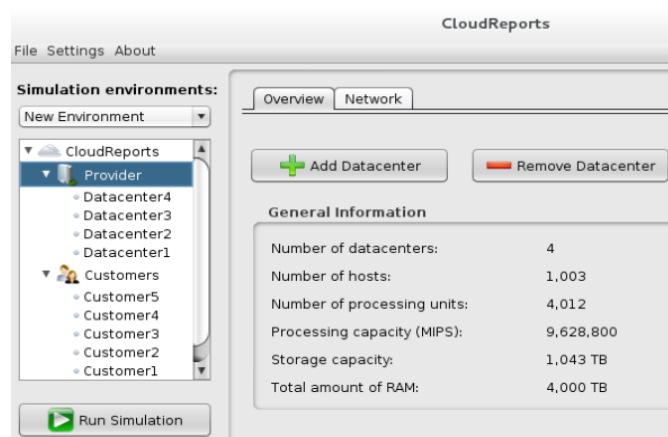 CloudReports
File Settings About
Simulation environments:
New Environment
CloudReports
Provider
Datacenter4
Datacenter3
Datacenter2
Datacenter1
Customers
Customer5
Customer4
Customer3
Customer2
Customer1
Run Simulation
Overview Network
Add Datacenter Remove Datacenter
General Information
Number of datacenters: 4
Number of hosts: 1,003
Number of processing units: 4,012
Processing capacity (MIPS): 9,628,800
Storage capacity: 1,043 TB
Total amount of RAM: 4,000 TB